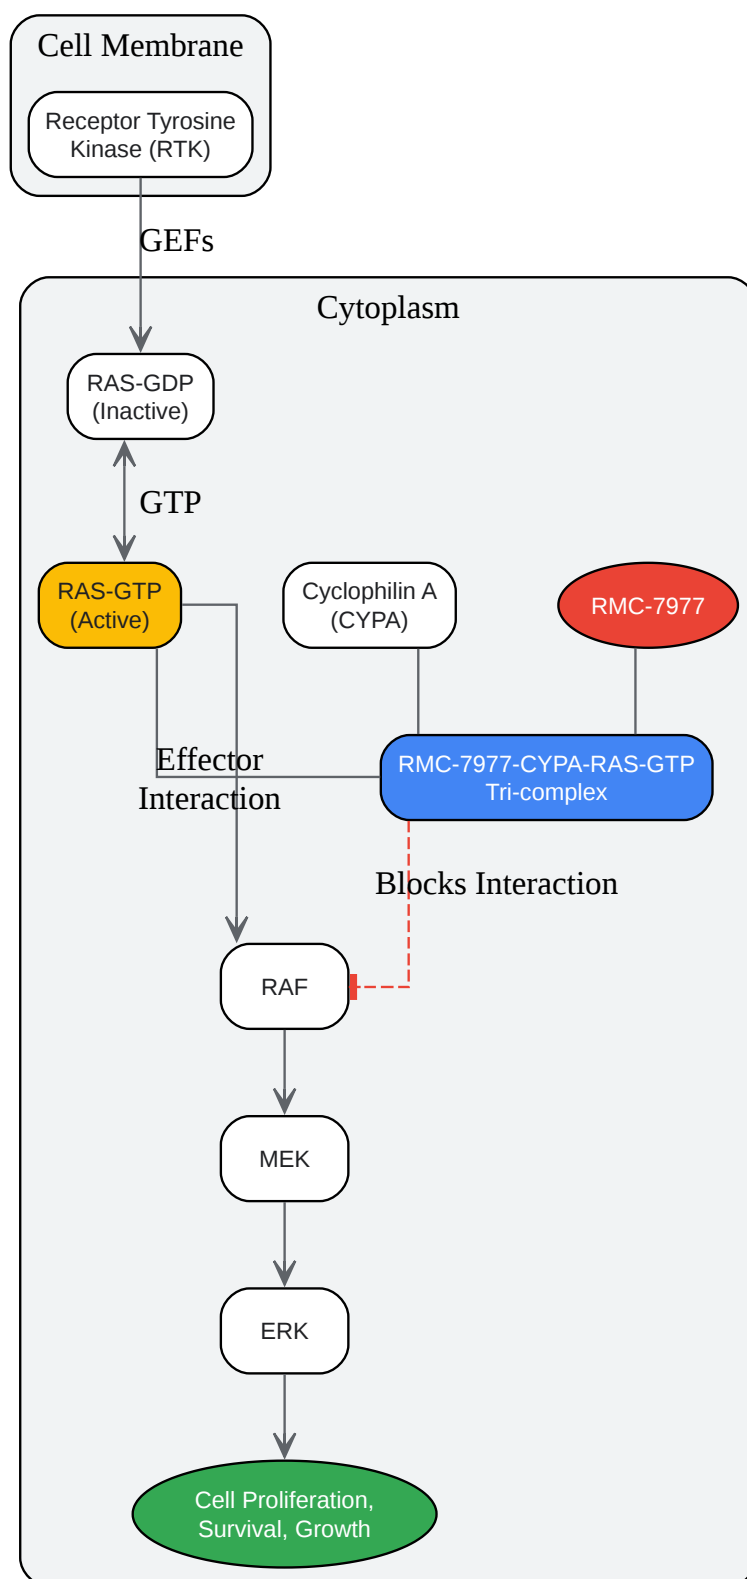 Cell Membrane
Receptor Tyrosine
Kinase (RTK)
GEFs
Cytoplasm
RAS-GDP
(Inactive)
GTP
RAS-GTP
(Active)
Cyclophilin A
(CYPA)
RMC-7977
Effector
Interaction
RMC-7977-CYPA-RAS-GTP
Tri-complex
Blocks Interaction
RAF
MEK
ERK
Cell Proliferation,
Survival, Growth